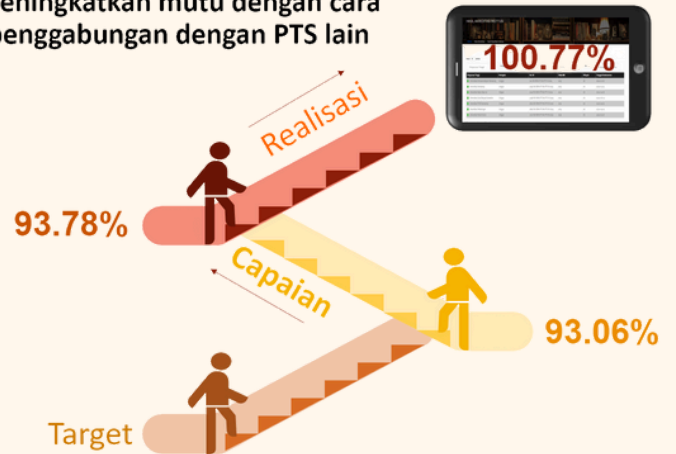 eningkatkan mutu dengan cara
penggabungan dengan PTS lain
100.77%
Realisasi
93.78%
Capaian
93.06%
Target